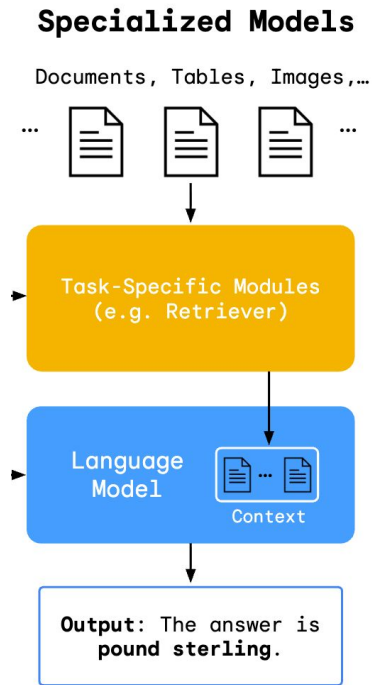 Specialized Models
Documents, Tables, Images,…
... ...
Task-Specific Modules
(e.g. Retriever)
Language
Model
...
Context
Output: The answer is
pound sterling.